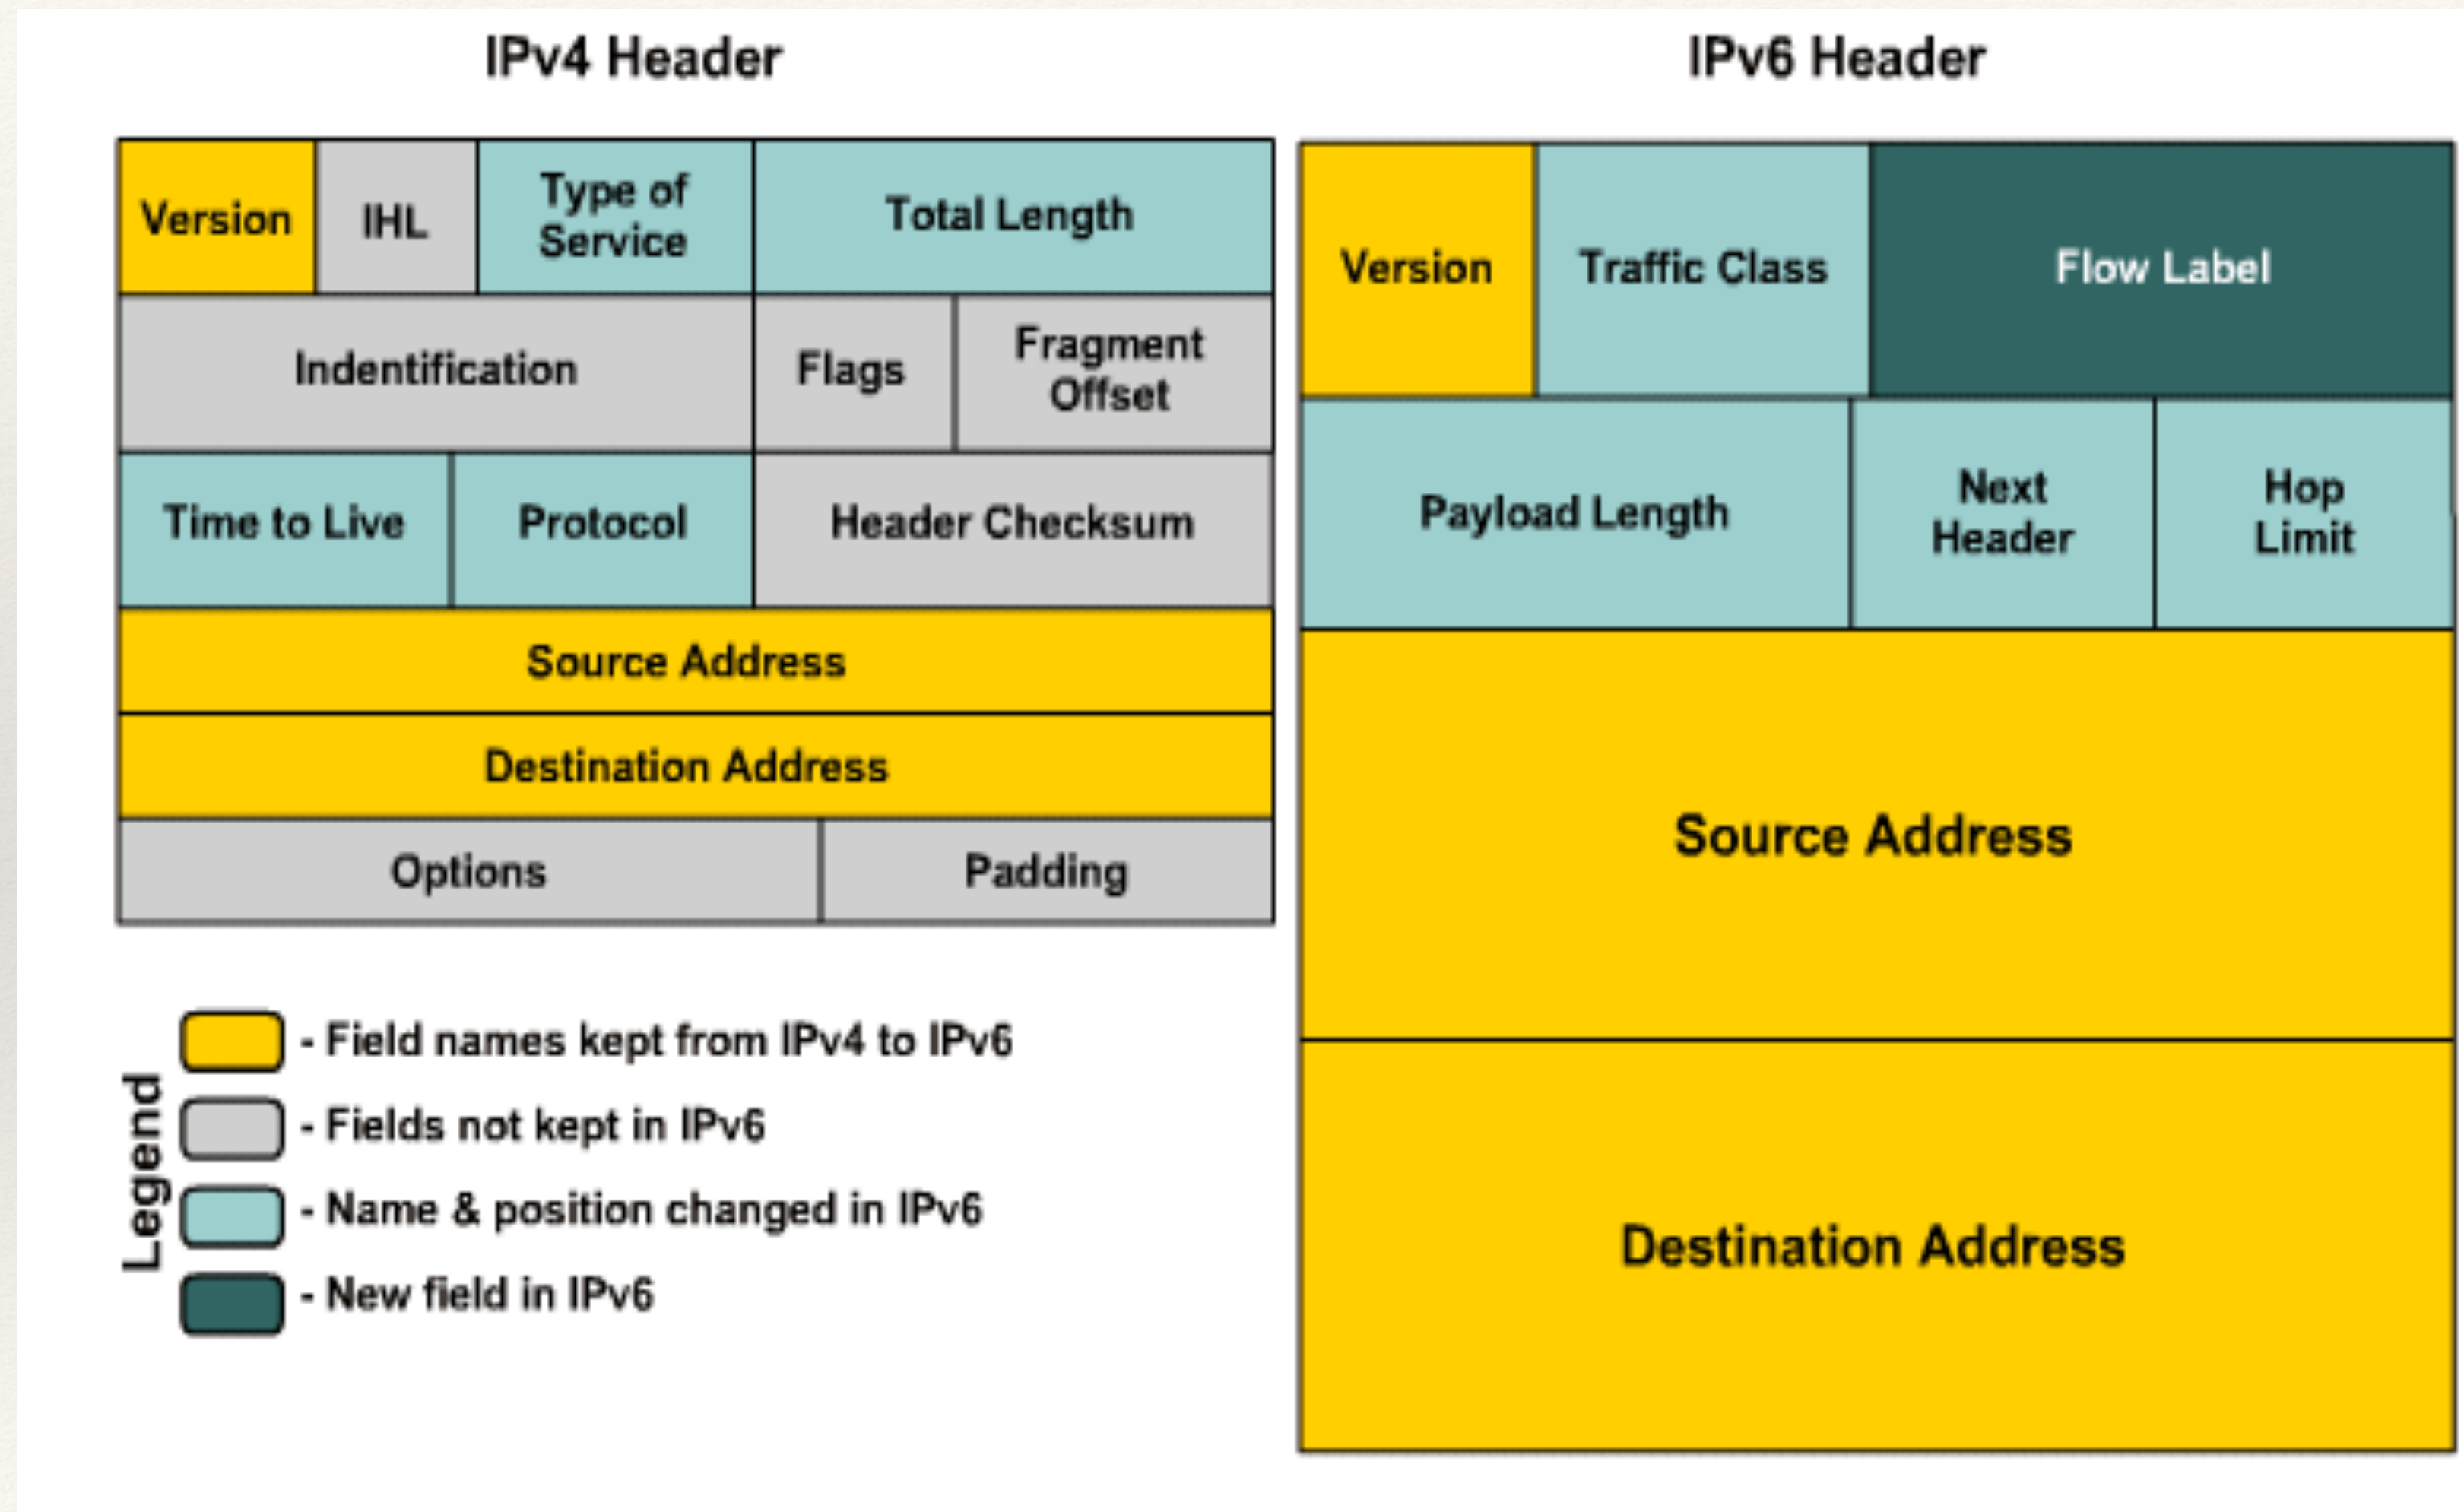 IPv4 Header
Version
IHL
Type of
Service
Total Length
Indentification
Flags
Fragment
Offset
Time to Live
Protocol
Header Checksum
Source Address
Destination Address
Options
Padding
Legend
- Field names kept from IPv4 to IPv6
- Fields not kept in IPv6
- Name & position changed in IPv6
- New field in IPv6
IPv6 Header
Version
Traffic Class
Flow Label
Payload Length
Next
Header
Hop
Limit
Source Address
Destination Address